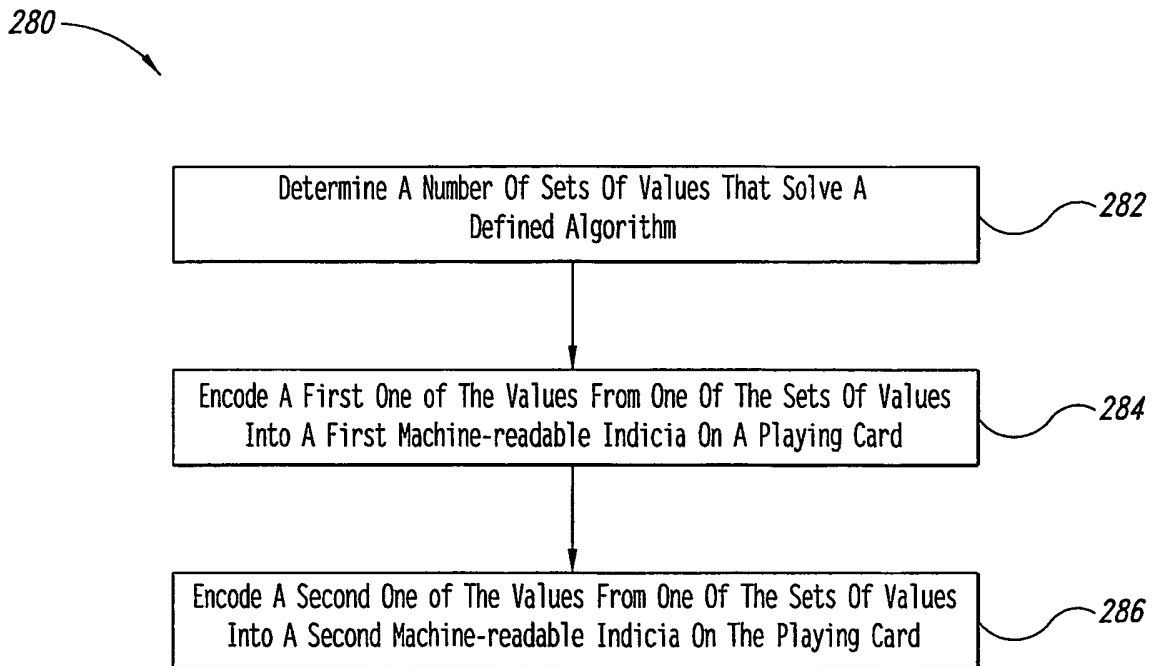 280
Determine A Number Of Sets Of Values That Solve A
Defined Algorithm
282
Encode A First One of The Values From One Of The Sets Of Values
Into A First Machine-readable Indicia On A Playing Card
284
Encode A Second One of The Values From One Of The Sets Of Values
Into A Second Machine-readable Indicia On The Playing Card
286